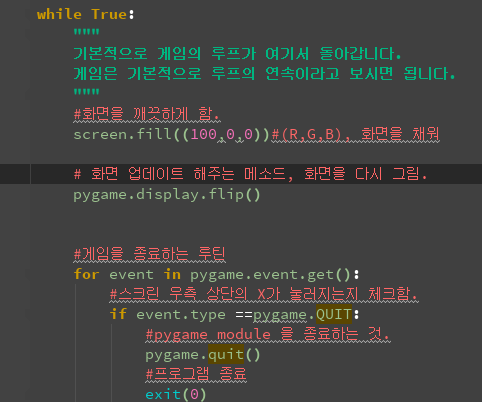 while True:
"""
기본적으로 게임의 루프가 여기서 돌아갑니다.
게임은 기본적으로 루프의 연속이라고 보시면 됩니다.
"""
#화면을 깨끗하게 함.
screen.fill((100,0,0))#(R,G,B), 화면을 채워
# 화면 업데이트 해주는 메소드, 화면을 다시 그림.
pygame.display.flip()
#게임을 종료하는 루틴
for event in pygame.event.get():
#스크린 우측 상단의 X가 눌러지는지 체크함.
if event.type ==pygame.QUIT:
#pygame module 을 종료하는 것.
pygame.quit()
#프로그램 종료
exit(0)